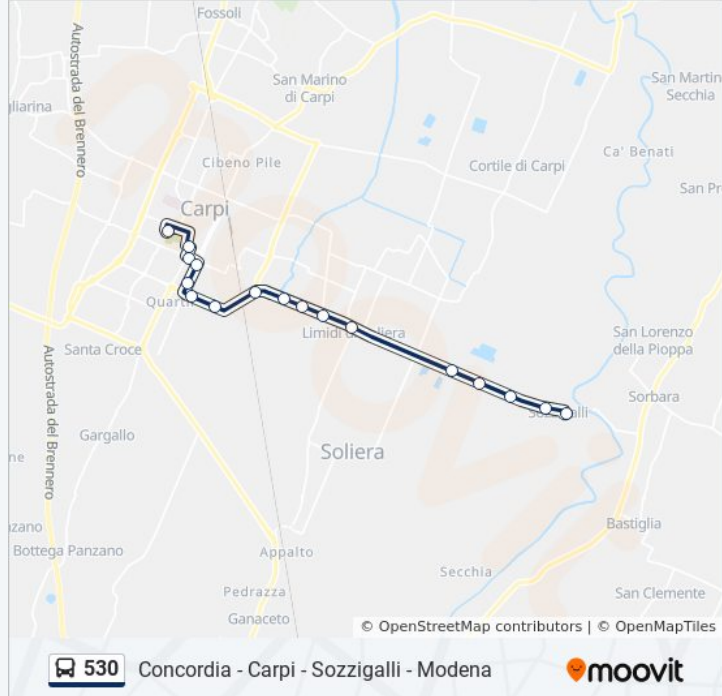 Fossoli
Autostrada del Brennero
San Marino
di Carpi
San Martin
Secchia
gliarina
Cibeno Pile
Ca' Benati
Cortile di Carpi
San Pr
Carpi
Quarti
Limidi di Soliera
San Lorenzo
della Pioppa
Santa Croce
Autostrada del Brennero
Sorbara
Sozzigalli
Gargallo
Soliera
ne
zano
Bastiglia
Bottega Panzano
Appalto
Secchia
Pedrazza
San Clemente
Ganaceto
moovit
© OpenStreetMap contributors | © OpenMapTiles
530 Concordia - Carpi - Sozzigalli - Modena
moovit